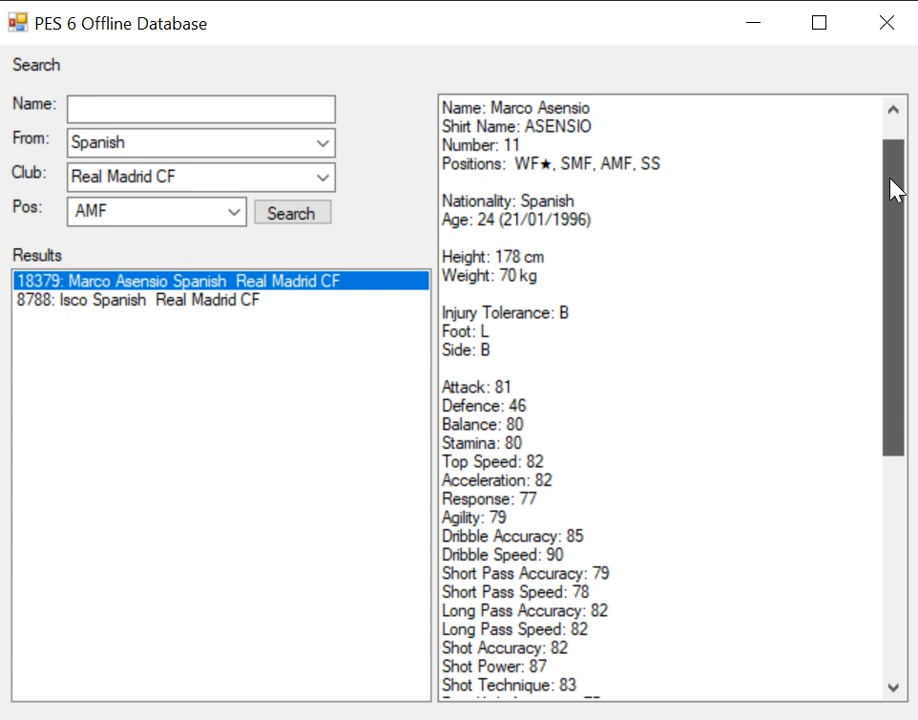 PES 6 Offline Database
Search
Name:
From: Spanish
Club: Real Madrid CF
Pos: AMF Search
Results
18379: Marco Asensio Spanish Real Madrid CF
8788: Isco Spanish Real Madrid CF
Name: Marco Asensio
Shirt Name: ASENSIO
Number: 11
Positions: WF★, SMF, AMF, SS
Nationality: Spanish
Age: 24 (21/01/1996)
Height: 178 cm
Weight: 70 kg
Injury Tolerance: B
Foot: L
Side: B
Attack: 81
Defence: 46
Balance: 80
Stamina: 80
Top Speed: 82
Acceleration: 82
Response: 77
Agility: 79
Dribble Accuracy: 85
Dribble Speed: 90
Short Pass Accuracy: 79
Short Pass Speed: 78
Long Pass Accuracy: 82
Long Pass Speed: 82
Shot Accuracy: 82
Shot Power: 87
Shot Technique: 83